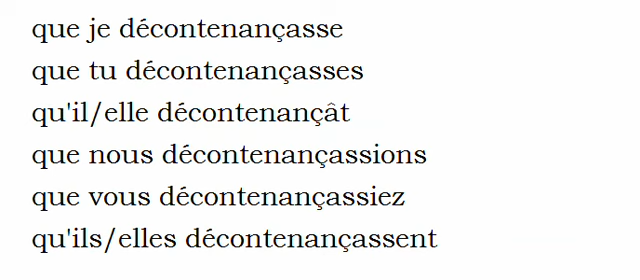 que je décontenançasse
que tu décontenançasses
qu'il/elle décontenançât
que nous décontenançassions
que vous décontenançassiez
qu'ils/elles décontenançassent